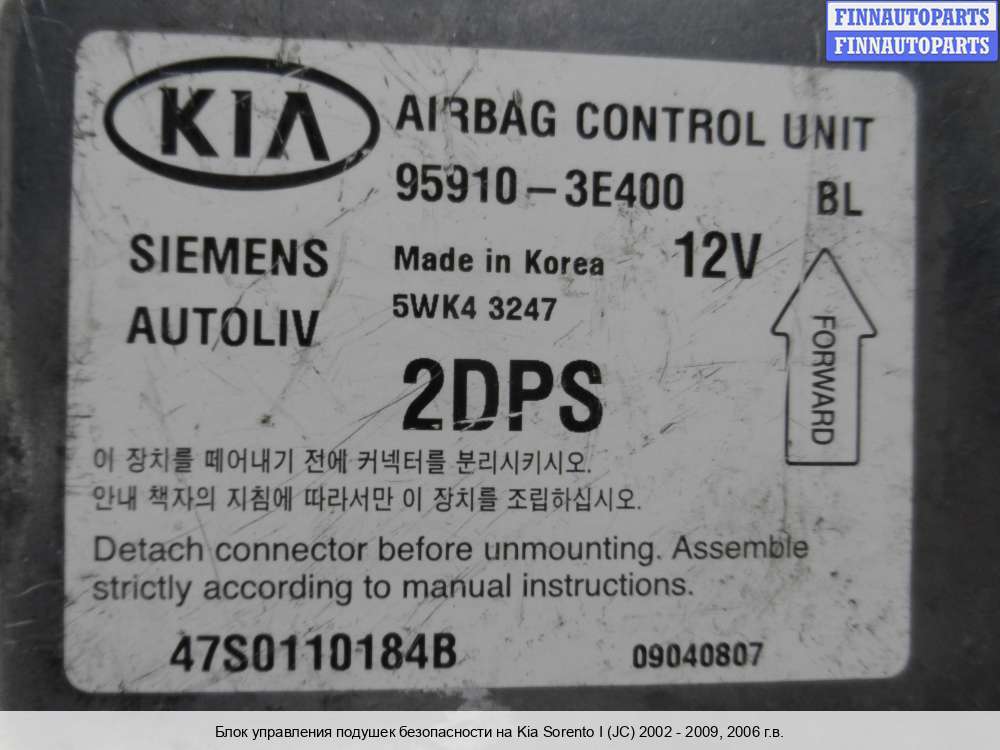 FINNAUTOPARTS
FINNAUTOPARTS
KIA
AIRBAG CONTROL UNIT
95910-3E400
BL
SIEMENS
AUTOLIV
Made in Korea
12V
5WK4 3247
FORWARD
2DPS
이 장치를 떼어내기 전에 커넥터를 분리시키시오.
안내 책자의 지침에 따라서만 이 장치를 조립하십시오.
Detach connector before unmounting. Assemble
strictly according to manual instructions.
47S0110184B
09040807
Блок управления подушек безопасности на Kia Sorento I (JC) 2002 - 2009, 2006 г.в.